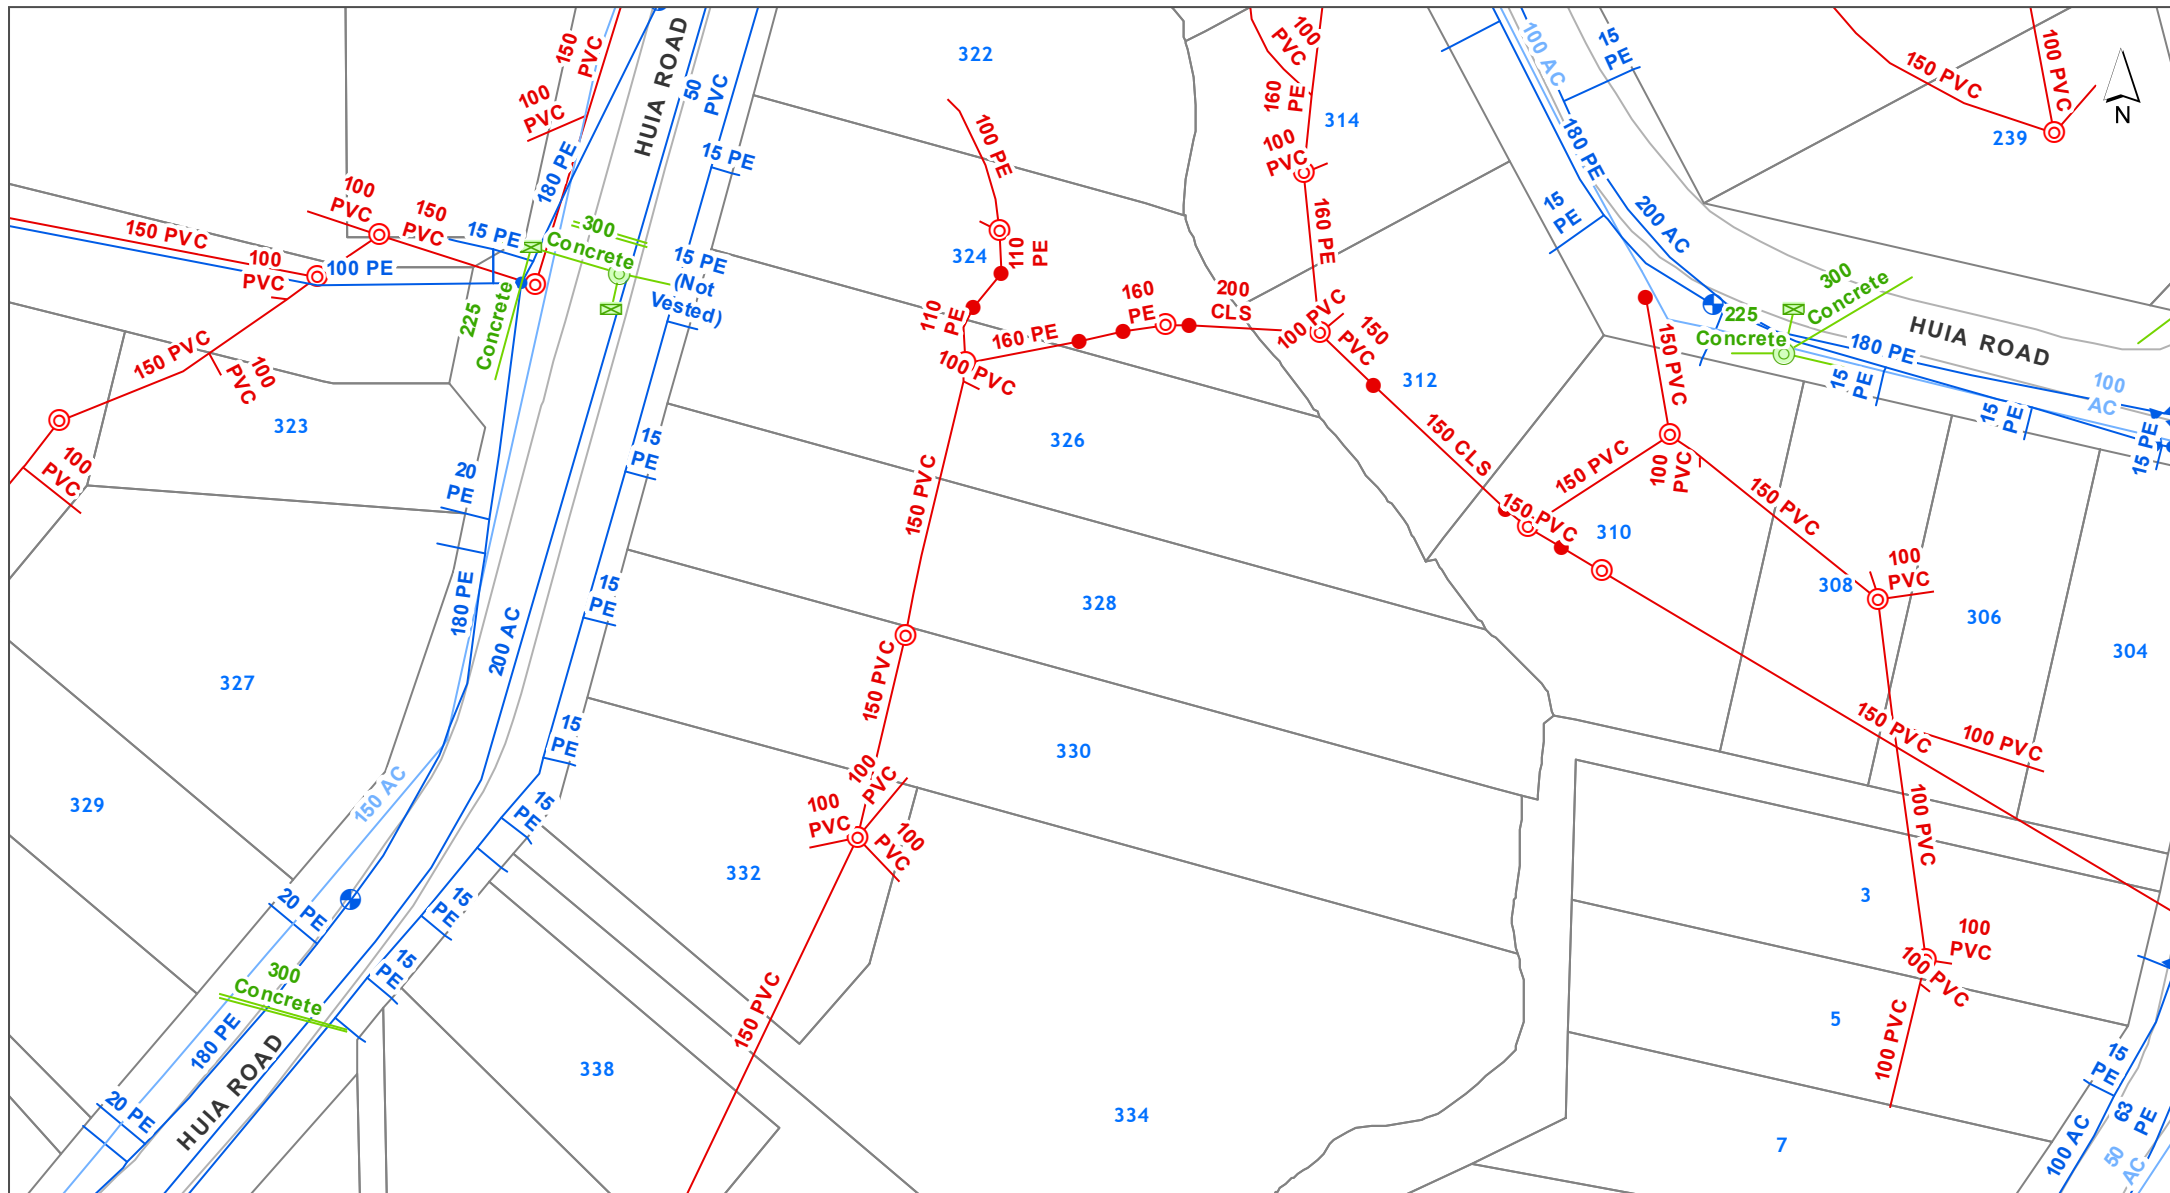 150
PVC
HUIA ROAD
50
PVC
322
100
PVC
100 AC
15
PE
150 PVC
100 PVC
N
100
PVC
160
PE
314
239
100 PE
180 PE
15 PE
100
PVC
180 PE
100
PVC
150
PVC
15 PE
160 PE
15
PE
200 AC
150 PVC
100
PVC
100 PE
=300
Concrete
324
110
PE
15 PE
(Not
Vested)
225
Concrete
110
PE
160 PE
160
PE
200
CLS
100 PVC
150
PVC
300
Concrete
225
Concrete
HUIA ROAD
180 PE
150 PVC
100
PVC
100 PVC
312
150 PVC
15
PE
100
AC
15
PE
15
PE
323
326
15
PE
150 CLS
100
PVC
150 PVC
150 PVC
100
PVC
20
PE
150 PVC
150 PVC
310
180 PE
15
PE
328
308
100
PVC
306
304
200 AC
327
150 PVC
15
PE
330
150 PVC
100 PVC
329
150 AC
15
PE
100
PVC
100
PVC
100
PVC
100 PVC
332
3
20 PE
15
PE
100
PVC
100 PVC
300
Concrete
15
PE
150 PVC
5
180 PE
HUIA ROAD
338
100 PVC
15
PE
20 PE
334
7
100 AC
63
PE
50
AC